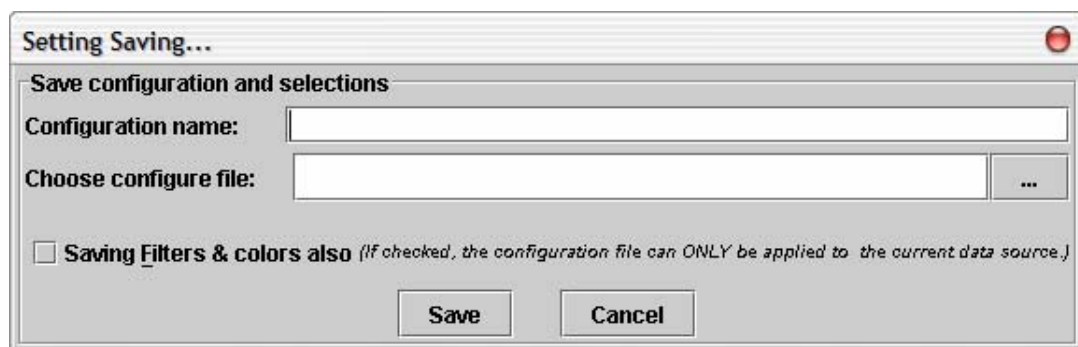 Setting Saving...
Save configuration and selections
Configuration name:
Choose configure file:
...
Saving Filters & colors also (If checked, the configuration file can ONLY be applied to the current data source.)
Save Cancel